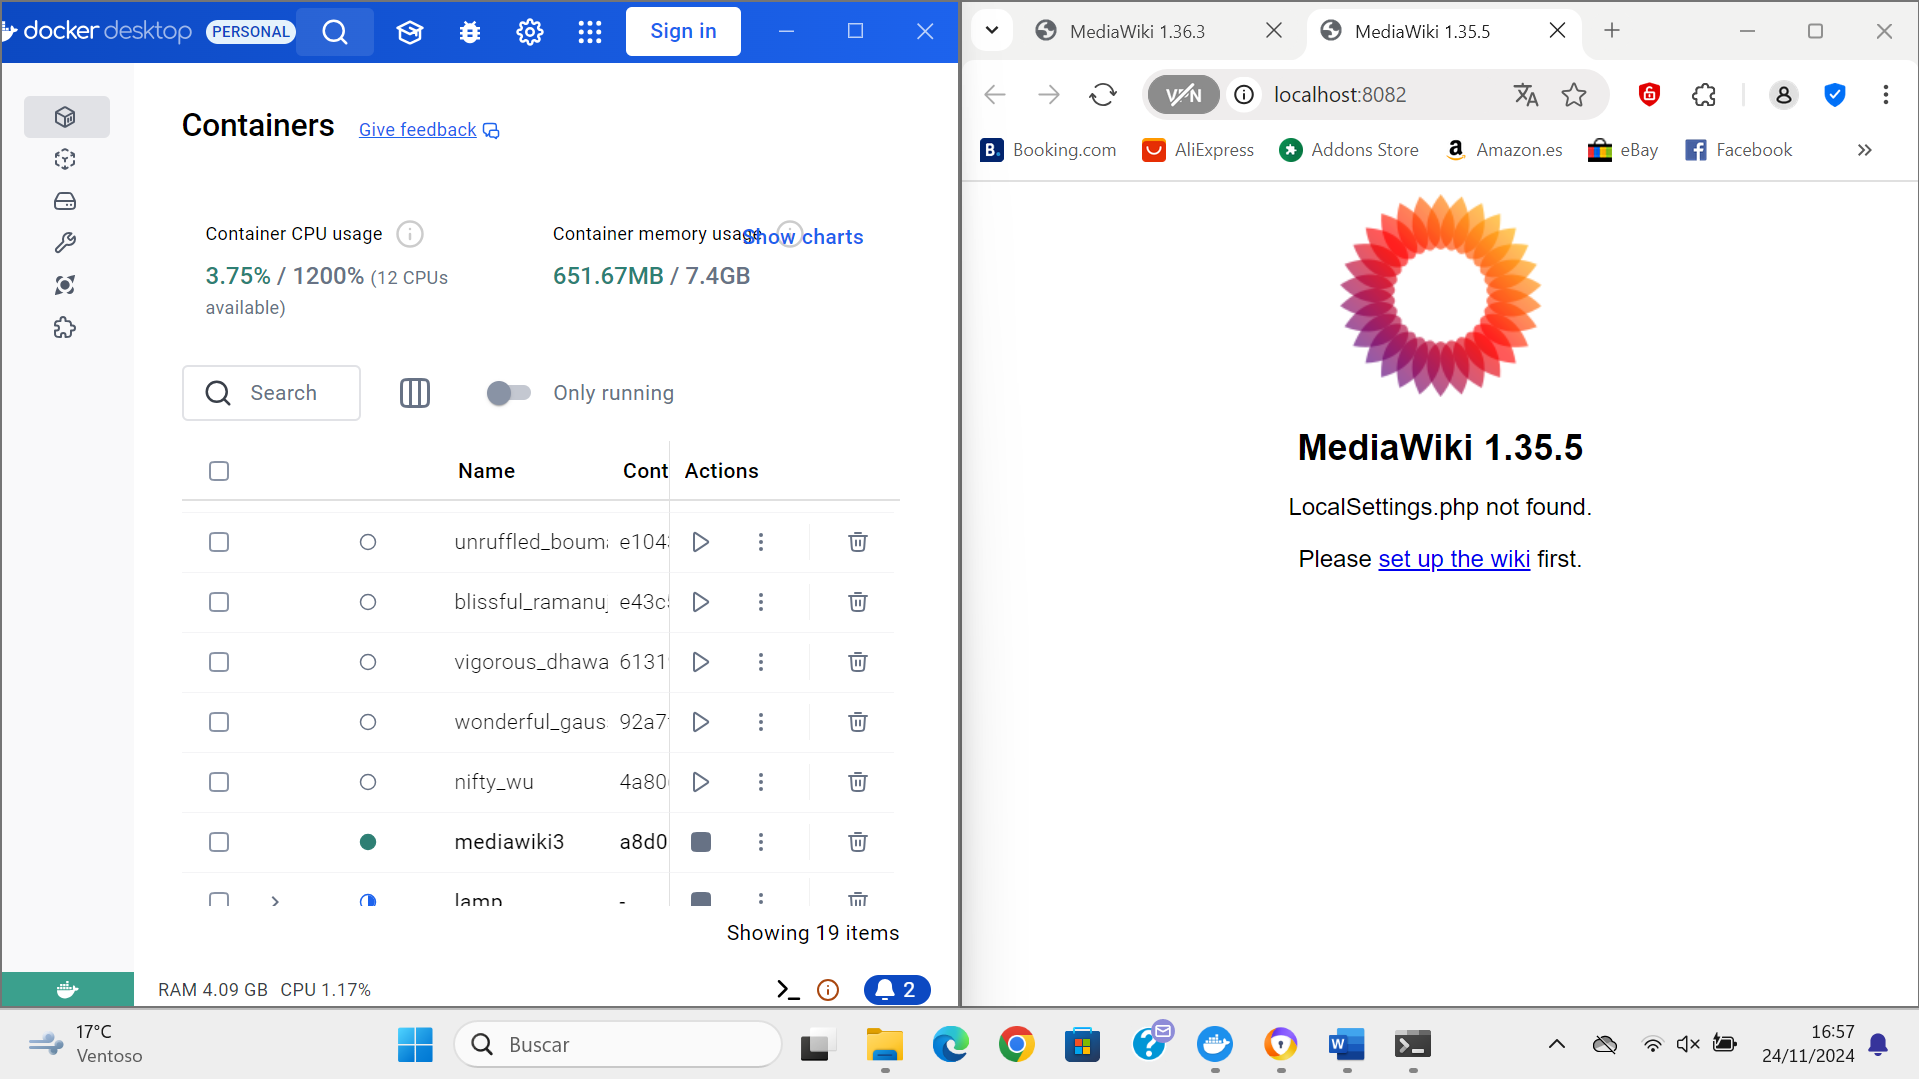 docker desktop PERSONAL Sign in
Containers Give feedback
Container CPU usage
3.75% / 1200% (12 CPUs
available)
Container memory usage
651.67MB / 7.4GB
Show charts
Search Only running
Name Cont Actions
unruffled_bouma e104
blissful_ramanuj e43c5
vigorous_dhawa 6131
wonderful_gaus 92a7
nifty_wu 4a80
mediawiki3 a8d0
lamp -
Showing 19 items
RAM 4.09 GB CPU 1.17% 2
MediaWiki 1.36.3 MediaWiki 1.35.5
VPN localhost:8082
B. Booking.com AliExpress Addons Store a Amazon.es eBay Facebook
MediaWiki 1.35.5
LocalSettings.php not found.
Please set up the wiki first.
17°C
Ventoso
Buscar
16:57
24/11/2024